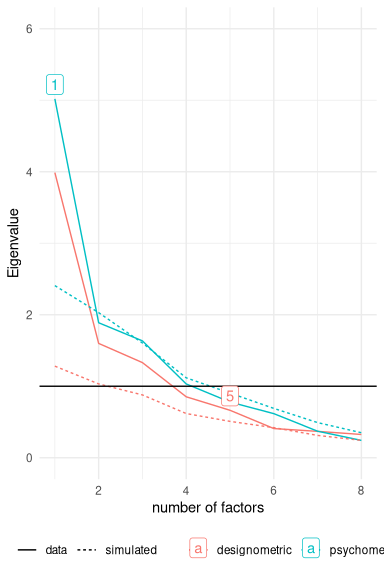 6
1
4
Eigenvalue
2
5
0
2 4 6 8
number of factors
data simulated a designometric a psychome